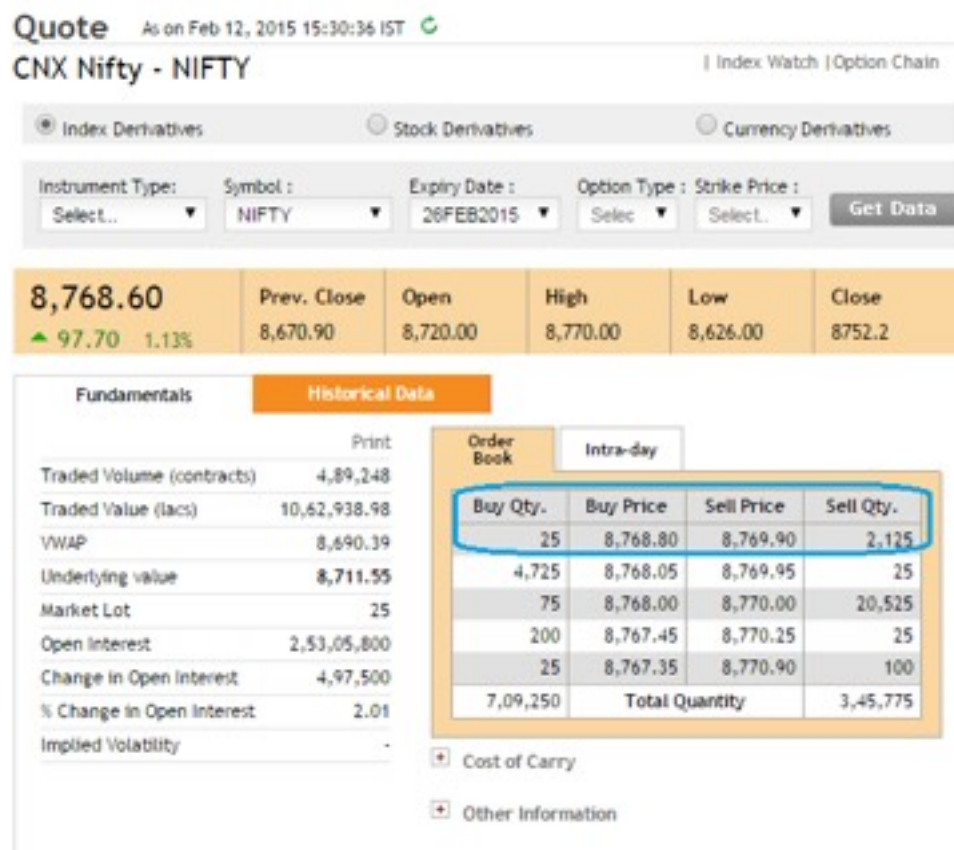 Quote As on Feb 12, 2015 15:30:36 IST
CNX Nifty - NIFTY | Index Watch | Option Chain
Index Derivatives Stock Derivatives Currency Derivatives
Instrument Type: Symbol : Expiry Date : Option Type : Strike Price :
Select... NIFTY 26FEB2015 Selec Select.. Get Data
8,768.60 Prev. Close Open High Low Close
97.70 1.13% 8,670.90 8,720.00 8,770.00 8,626.00 8752.2
Fundamentals Historical Data
Print
Order Book Intra-day
Traded Volume (contracts) 4,89,248
Traded Value (lacs) 10,62,938.98
VWAP 8,690.39
Underlying value 8,711.55
Market Lot 25
Open Interest 2,53,05,800
Change in Open Interest 4,97,500
% Change in Open Interest 2.01
Implied Volatility -
Buy Qty. Buy Price Sell Price Sell Qty.
25 8,768.80 8,769.90 2,125
4,725 8,768.05 8,769.95 25
75 8,768.00 8,770.00 20,525
200 8,767.45 8,770.25 25
25 8,767.35 8,770.90 100
7,09,250 Total Quantity 3,45,775
Cost of Carry
Other Information